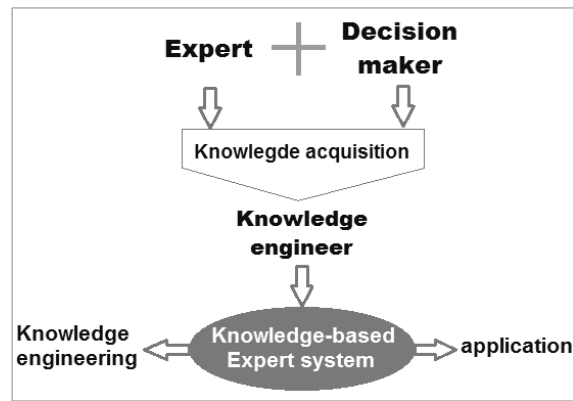 Expert
Decision
maker
Knowlegde acquisition
Knowledge
engineer
Knowledge-based
Expert system
Knowledge
engineering
application